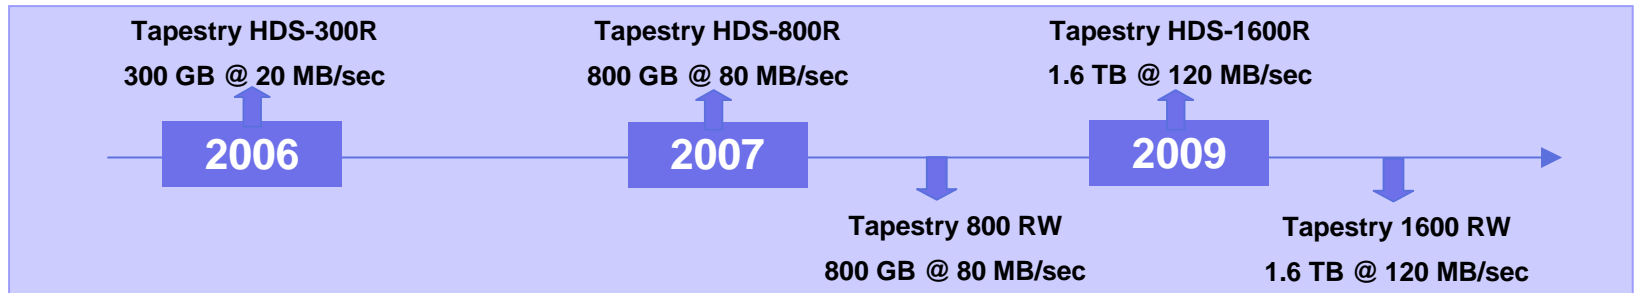 Tapestry HDS-300R
300 GB @ 20 MB/sec
Tapestry HDS-800R
800 GB @ 80 MB/sec
Tapestry HDS-1600R
1.6 TB @ 120 MB/sec
2006
2007
2009
Tapestry 800 RW
800 GB @ 80 MB/sec
Tapestry 1600 RW
1.6 TB @ 120 MB/sec